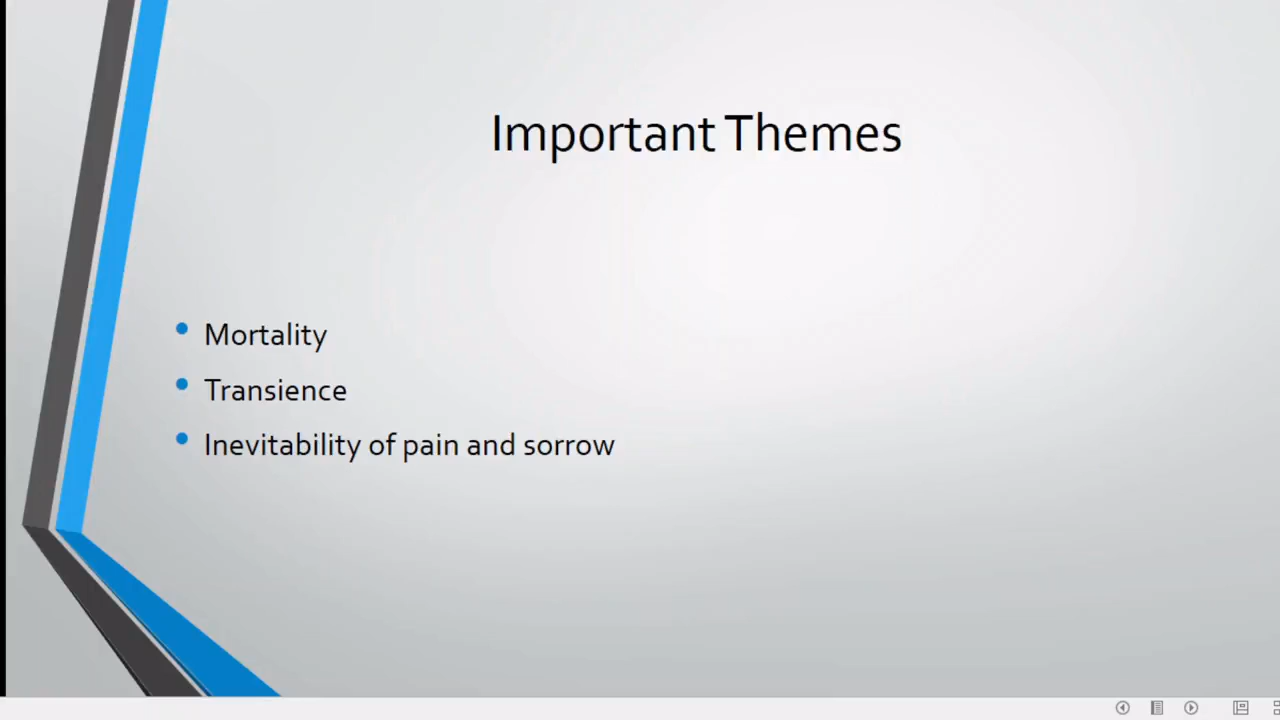 Important Themes
• Mortality
• Transience
• Inevitability of pain and sorrow